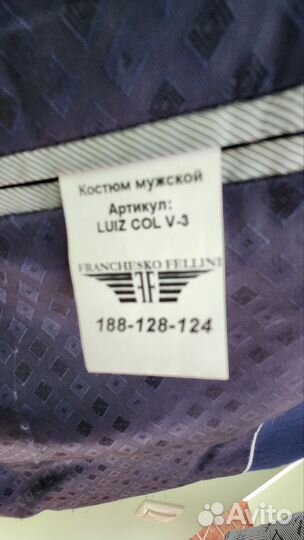 Костюм мужской
Артикул:
LUIZ COL V-3
FRANCHESKO FELLINI
188-128-124
Avito